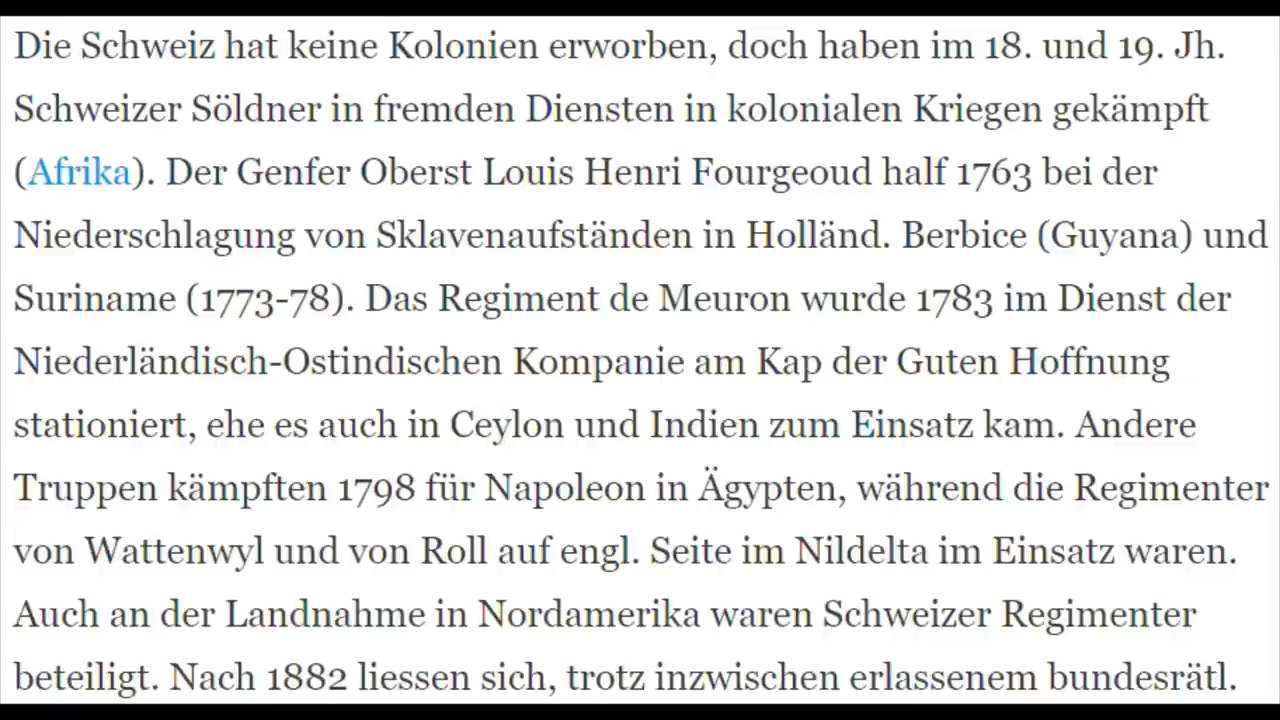 Die Schweiz hat keine Kolonien erworben, doch haben im 18. und 19. Jh.
Schweizer Söldner in fremden Diensten in kolonialen Kriegen gekämpft
(Afrika). Der Genfer Oberst Louis Henri Fourgeoud half 1763 bei der
Niederschlagung von Sklavenaufständen in Holländ. Berbice (Guyana) und
Suriname (1773-78). Das Regiment de Meuron wurde 1783 im Dienst der
Niederländisch-Ostindischen Kompanie am Kap der Guten Hoffnung
stationiert, ehe es auch in Ceylon und Indien zum Einsatz kam. Andere
Truppen kämpften 1798 für Napoleon in Ägypten, während die Regimenter
von Wattenwyl und von Roll auf engl. Seite im Nildelta im Einsatz waren.
Auch an der Landnahme in Nordamerika waren Schweizer Regimenter
beteiligt. Nach 1882 liessen sich, trotz inzwischen erlassenem bundesrätl.